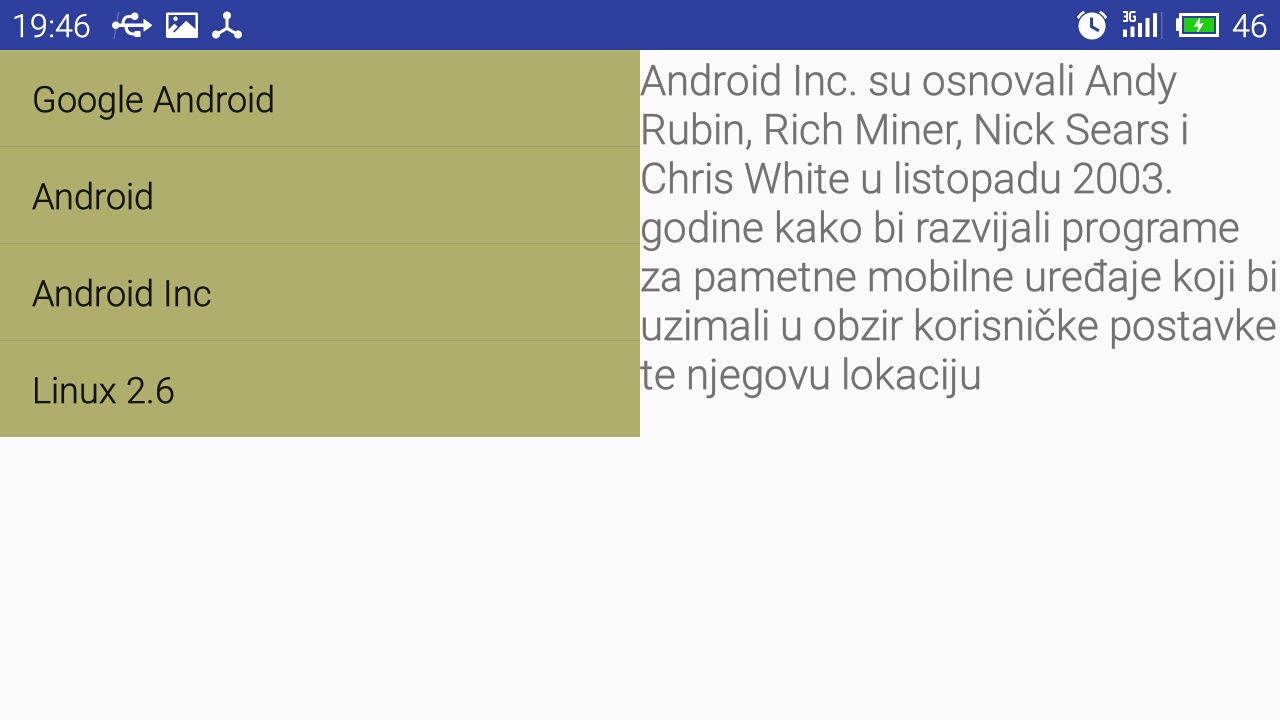 19:46
3G
46
Google Android
Android
Android Inc
Linux 2.6
Android Inc. su osnovali Andy
Rubin, Rich Miner, Nick Sears i
Chris White u listopadu 2003.
godine kako bi razvijali programe
za pametne mobilne uređaje koji bi
uzimali u obzir korisničke postavke
te njegovu lokaciju